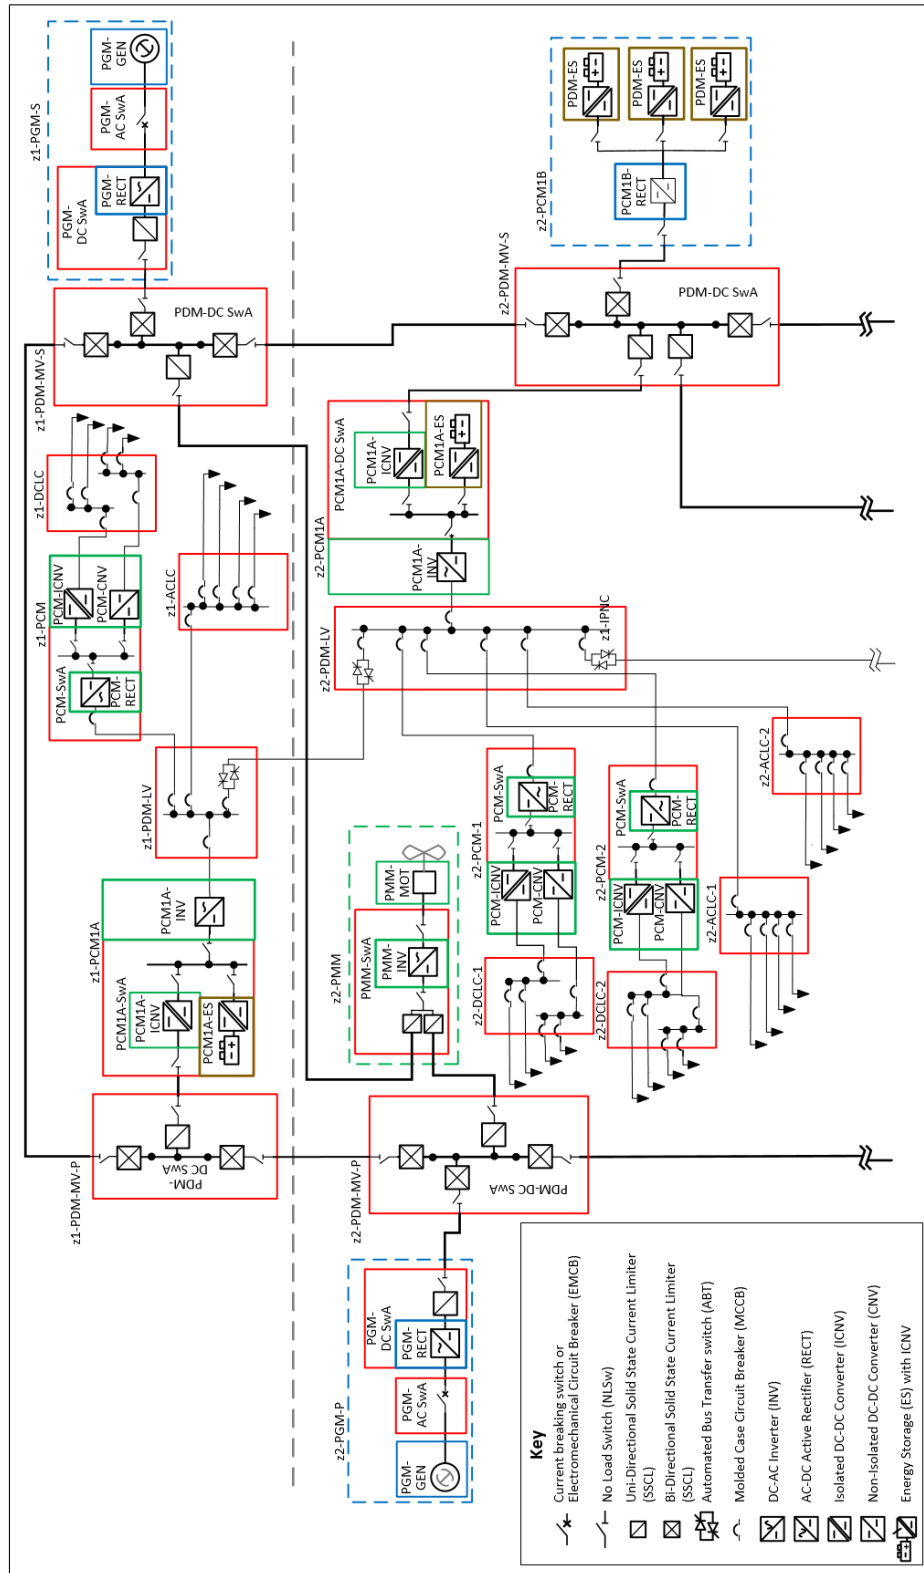 z1-PGM-S
PGM-
GEN
PGM-
AC SwA
PGM-
RECT
PGM-
DC SwA
PDM-DC SwA
z1-PDM-MV-S
z1-DCLC
z1-PCM
PCM-ICNV
PCM-CNV
PCM-SwA
PCM-
RECT
z1-ACLC
z1-PDM-LV
z1-PCM1A
PCM1A-
INV
PCM1A-SwA
PCM1A-
ICNV
PCM1A-ES
PDM-
DC SwA
z1-PDM-MV-P
z2-PCM1B
PDM-ES
PDM-ES
PDM-ES
PCM1B-
RECT
z2-PDM-MV-S
PDM-DC SwA
z2-PCM1A
PCM1A-DC SwA
PCM1A-
ICNV
PCM1A-ES
PCM1A-
INV
z2-PDM-LV
z1-IPNC
z2-PMM
PMM-
MOT
PMM-SwA
PMM-
INV
z2-PCM-1
PCM-SwA
PCM-
RECT
PCM-ICNV
PCM-CNV
z2-DCLC-1
z2-PCM-2
PCM-SwA
PCM-
RECT
PCM-ICNV
PCM-CNV
z2-DCLC-2
z2-ACLC-2
z2-ACLC-1
z2-PDM-MV-P
PDM-DC SwA
z2-PGM-P
PGM-
DC SwA
PGM-
RECT
PGM-
AC SwA
PGM-
GEN
Key
Current breaking switch or
Electromechanical Circuit Breaker (EMCB)
No Load Switch (NLSw)
Uni-Directional Solid State Current Limiter
(SSCL)
Bi-Directional Solid State Current Limiter
(SSCL)
Automated Bus Transfer switch (ABT)
Molded Case Circuit Breaker (MCCB)
DC-AC Inverter (INV)
AC-DC Active Rectifier (RECT)
Isolated DC-DC Converter (ICNV)
Non-Isolated DC-DC Converter (CNV)
Energy Storage (ES) with ICNV